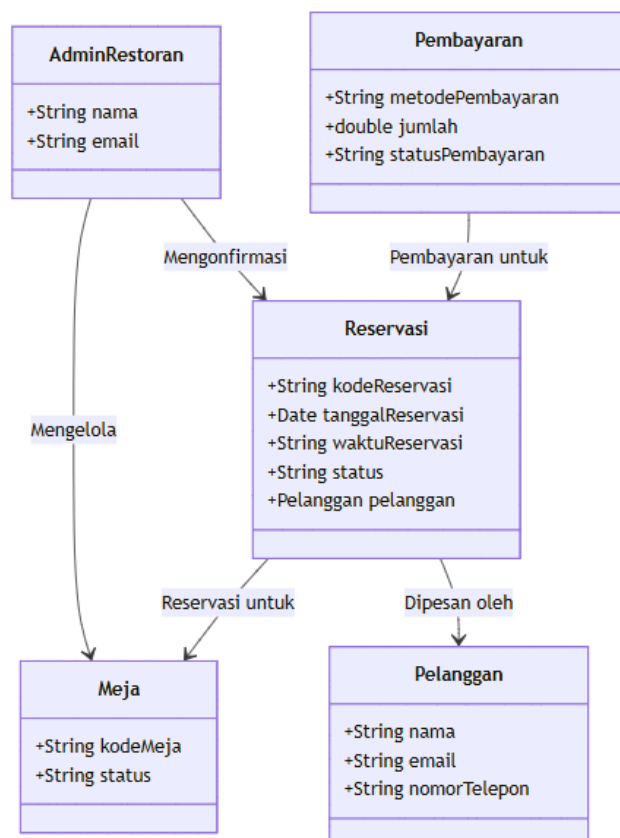 AdminRestoran
+String nama
+String email
Pembayaran
+String metodePembayaran
+double jumlah
+String statusPembayaran
Mengonfirmasi
Pembayaran untuk
Reservasi
+String kodeReservasi
+Date tanggalReservasi
+String waktuReservasi
+String status
+Pelanggan pelanggan
Mengelola
Reservasi untuk
Dipesan oleh
Meja
+String kodeMeja
+String status
Pelanggan
+String nama
+String email
+String nomorTelepon